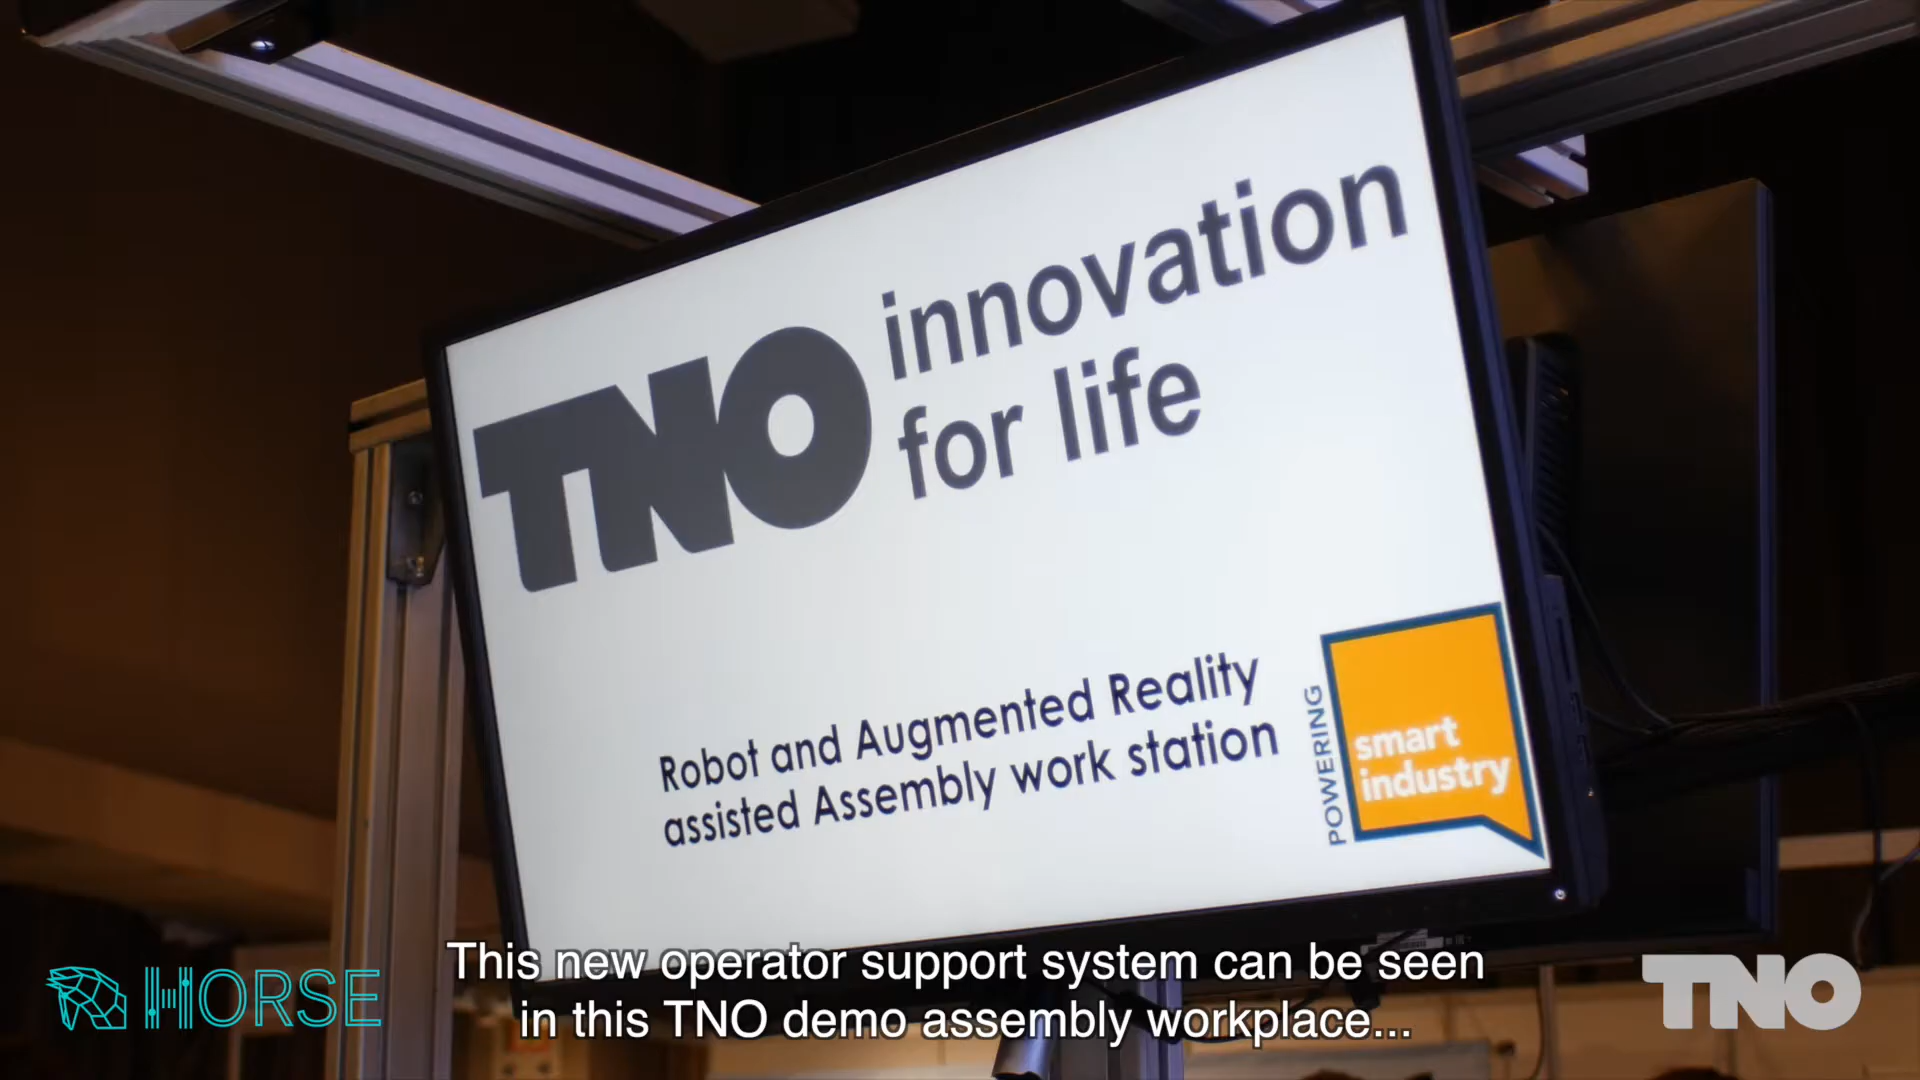 TNO innovation
for life
Robot and Augmented Reality
assisted Assembly work station
POWERING
smart
industry
This new operator support system can be seen
in this TNO demo assembly workplace...
HORSE
TNO